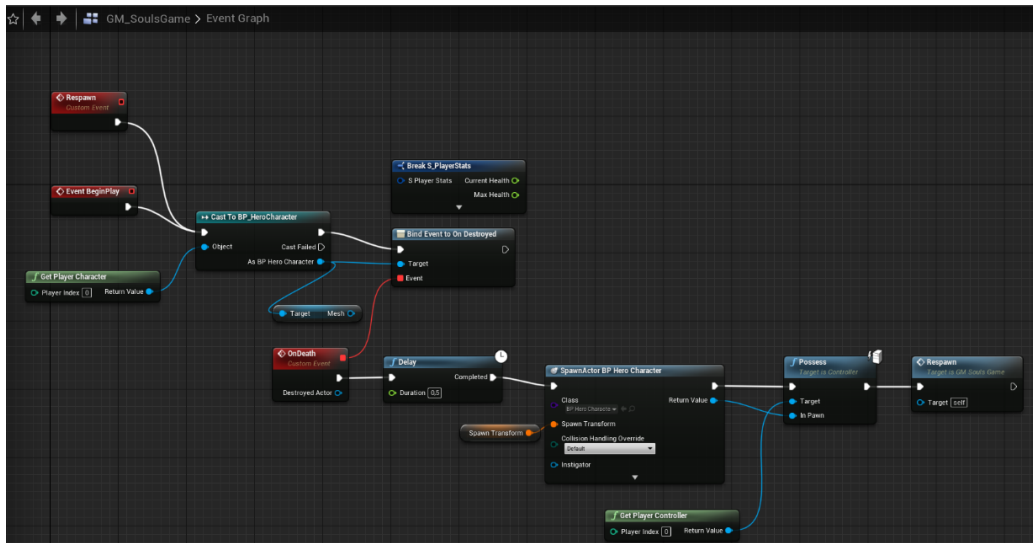 GM_SoulsGame > Event Graph
Respawn
Custom Event
Break S_PlayerStats
S Player Stats Current Health
Max Health
Event BeginPlay
Cast To BP_HeroCharacter
Object Cast Failed
As BP Hero Character
Bind Event to On Destroyed
Target
Event
Get Player Character
Player Index 0 Return Value
Target Mesh
OnDeath
Custom Event
Destroyed Actor
Delay
Completed
Duration 0,5
SpawnActor BP Hero Character
Class Return Value
BP Hero Character
Spawn Transform
Collision Handling Override
Default
Instigator
Spawn Transform
Possess
Target is Controller
Target
In Pawn
Respawn
Target is GM Souls Game
Target self
Get Player Controller
Player Index 0 Return Value